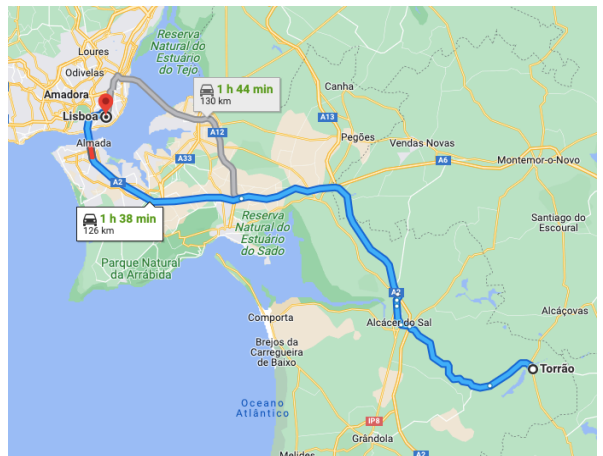 Reserva
Natural do
Estuário
do Tejo
Loures
Odivelas
Amadora
Lisboa
Almada
1 h 44 min
130 km
Canha
A13
A12
Pegões
Vendas Novas
A33
A6
Montemor-o-Novo
A2
1 h 38 min
126 km
Reserva
Natural do
Estuário
do Sado
Santiago do
Escoural
Parque Natural
da Arrábida
A2
Comporta
Alcácer do Sal
Alcáçovas
Brejos da
Carregueira
de Baixo
Torrão
Oceano
Atlântico
IP8
Grândola
Melides
A2